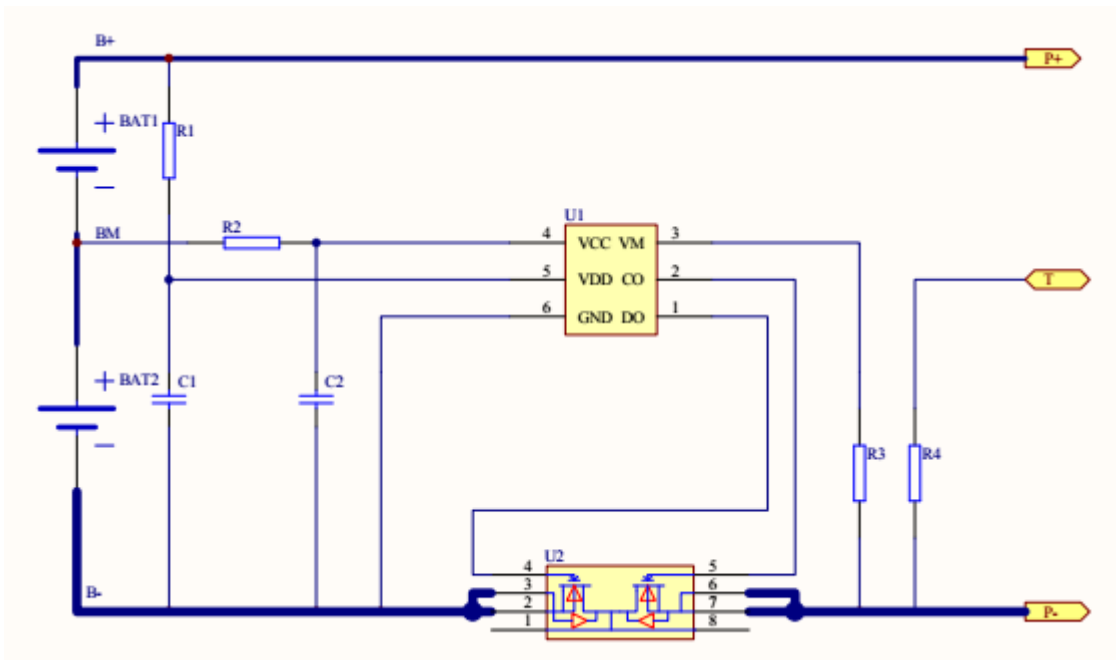 B+
P+
+ BAT1
R1
−
BM
R2
U1
4 VCC VM 3
5 VDD CO 2
6 GND DO 1
T
+ BAT2
C1
C2
−
R3
R4
U2
B-
4 5
3 6
2 7
1 8
P-